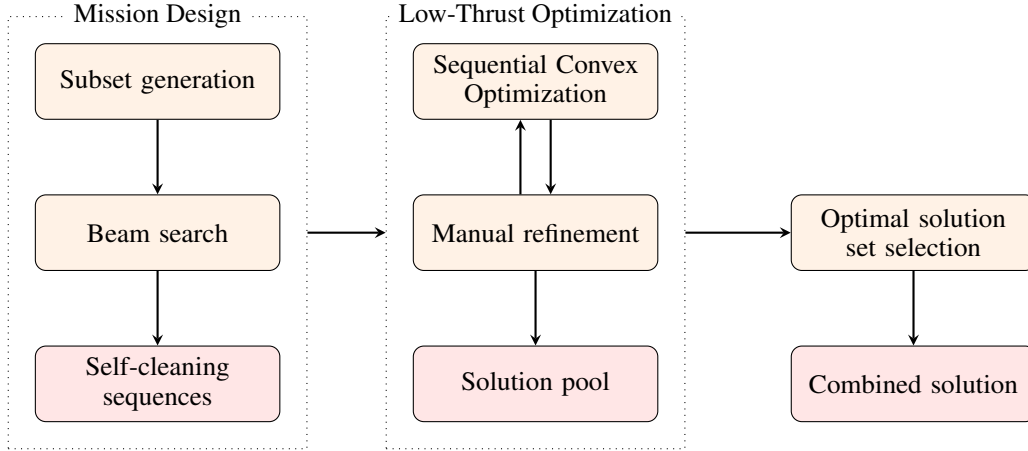 Mission Design
Subset generation
Beam search
Self-cleaning
sequences
Low-Thrust Optimization
Sequential Convex
Optimization
Manual refinement
Solution pool
Optimal solution
set selection
Combined solution